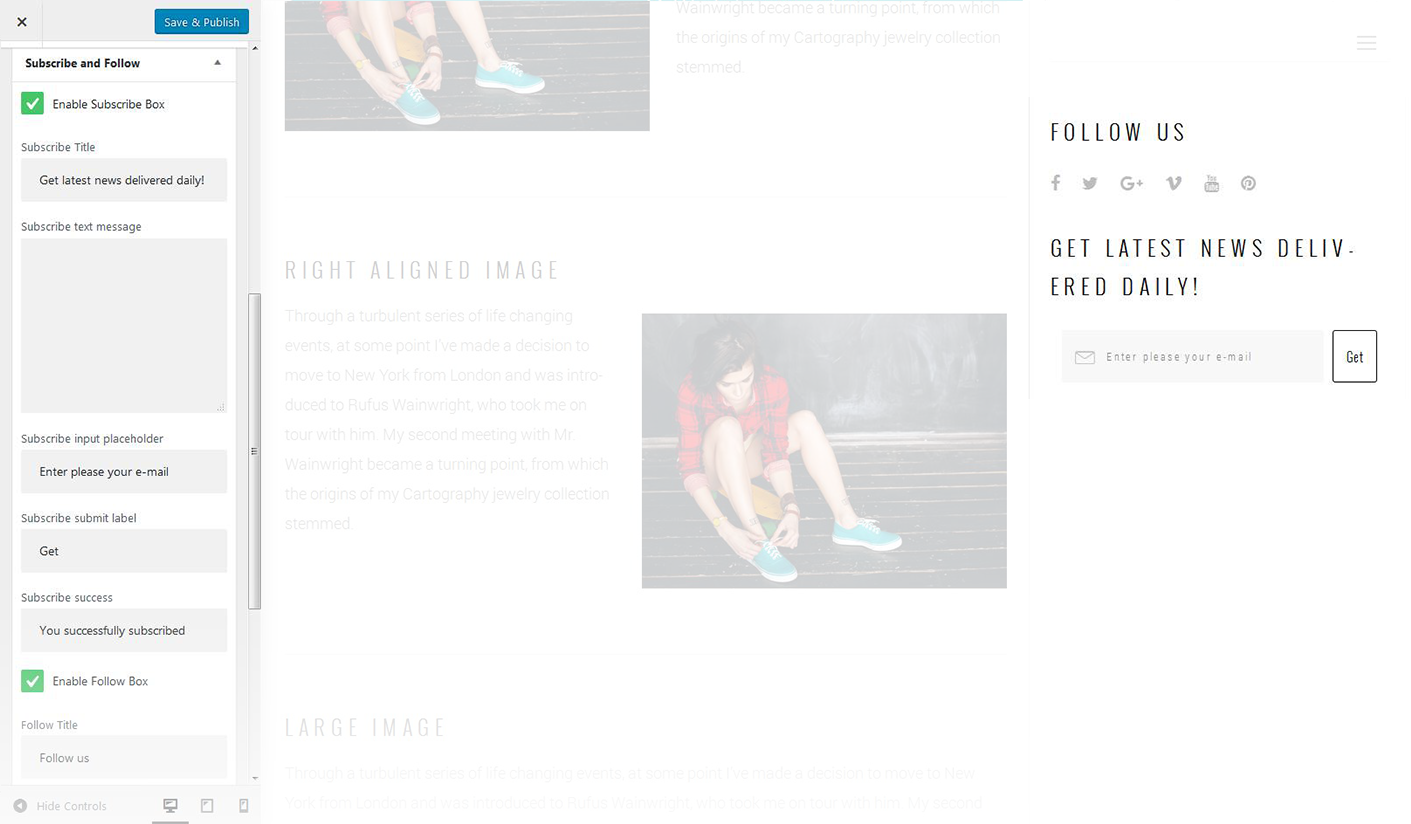 Save & Publish
Subscribe and Follow
Enable Subscribe Box
Subscribe Title
Get latest news delivered daily!
Subscribe text message
Subscribe input placeholder
Enter please your e-mail
Subscribe submit label
Get
Subscribe success
You successfully subscribed
Enable Follow Box
Follow Title
Follow us
Hide Controls
Wainwright became a turning point, from which
the origins of my Cartography jewelry collection
stemmed.
RIGHT ALIGNED IMAGE
Through a turbulent series of life changing
events, at some point I've made a decision to
move to New York from London and was intro-
duced to Rufus Wainwright, who took me on
tour with him. My second meeting with Mr.
Wainwright became a turning point, from which
the origins of my Cartography jewelry collection
stemmed.
LARGE IMAGE
Through a turbulent series of life changing events, at some point I've made a decision to move to New
York from London and was introduced to Rufus Wainwright, who took me on tour with him. My second
FOLLOW US
You
Tube
GET LATEST NEWS DELIV-
ERED DAILY!
Enter please your e-mail
Get